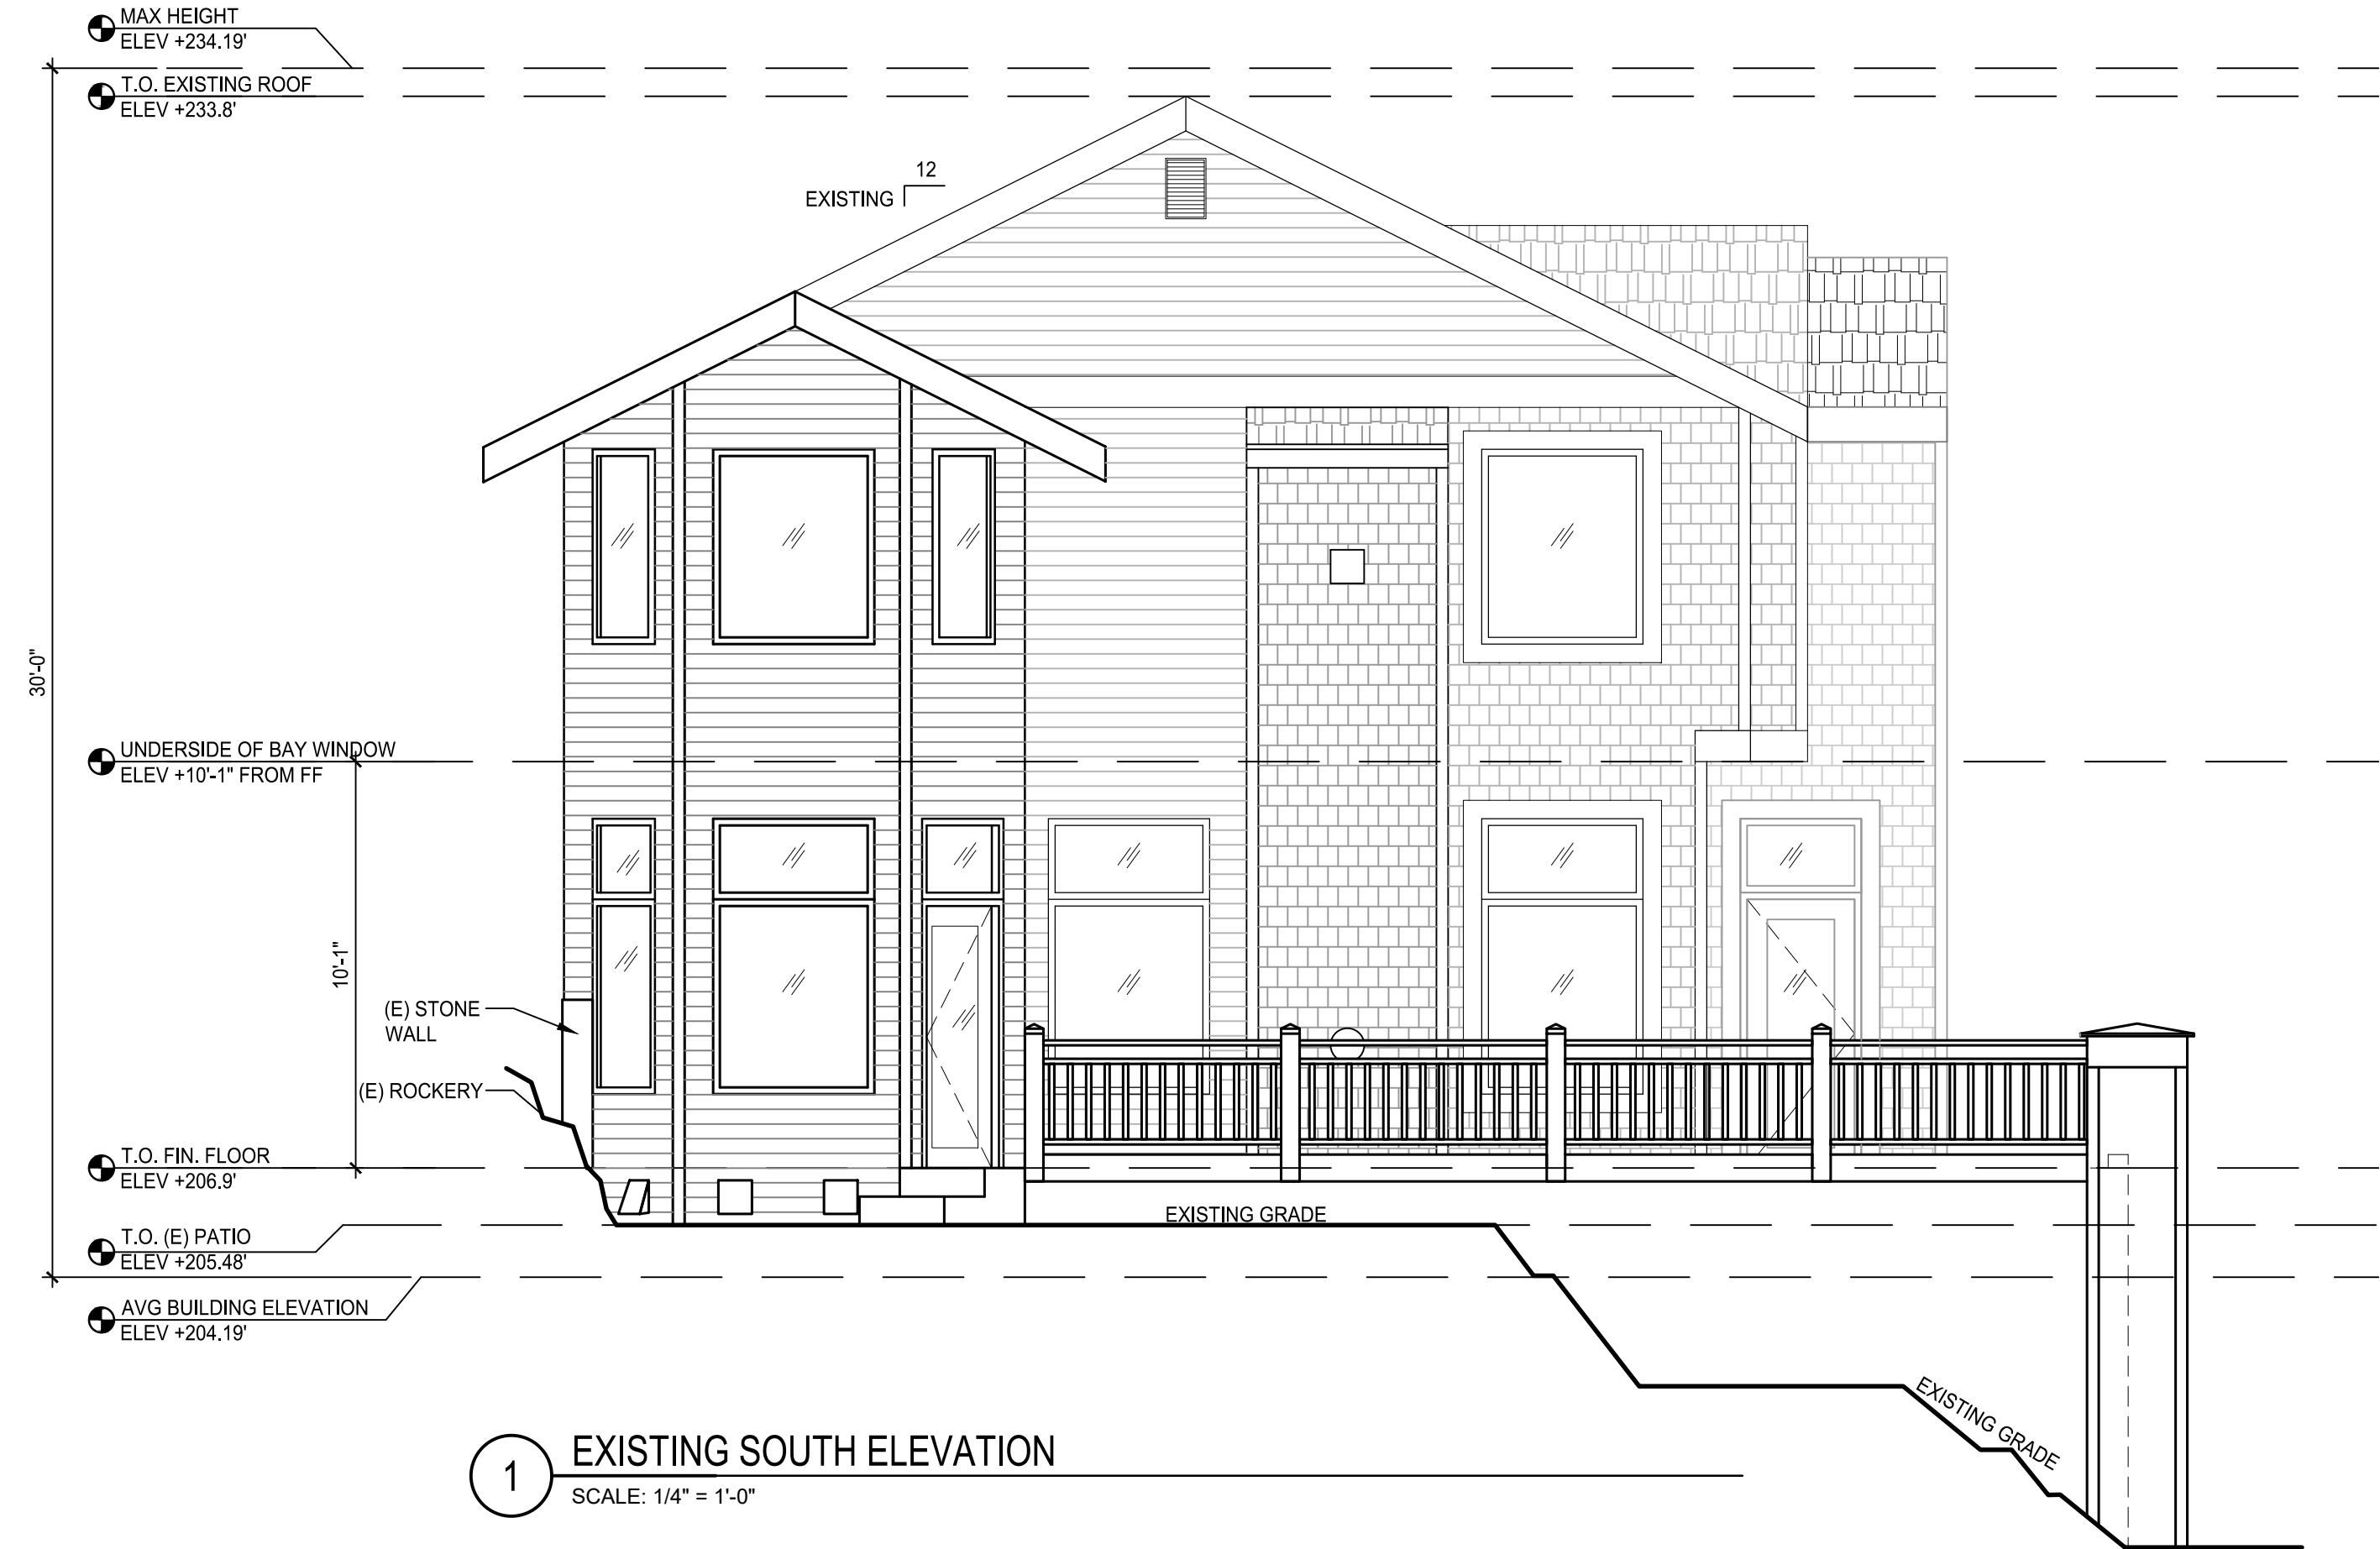 MAX HEIGHT
ELEV +234.19'
T.O. EXISTING ROOF
ELEV +233.8'
12
EXISTING
30'-0"
UNDERSIDE OF BAY WINDOW
ELEV +10'-1" FROM FF
10'-1"
(E) STONE
WALL
(E) ROCKERY
T.O. FIN. FLOOR
ELEV +206.9'
EXISTING GRADE
T.O. (E) PATIO
ELEV +205.48'
AVG BUILDING ELEVATION
ELEV +204.19'
EXISTING GRADE
1
EXISTING SOUTH ELEVATION
SCALE: 1/4" = 1'-0"